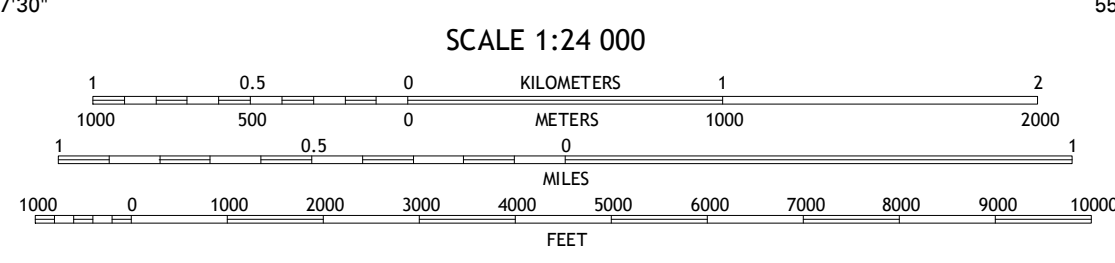 7'30" 55
SCALE 1:24 000
1 0.5 0 KILOMETERS 1 2
1000 500 0 METERS 1000 2000
1 0.5 0 1
MILES
1000 0 1000 2000 3000 4000 5000 6000 7000 8000 9000 10000
FEET